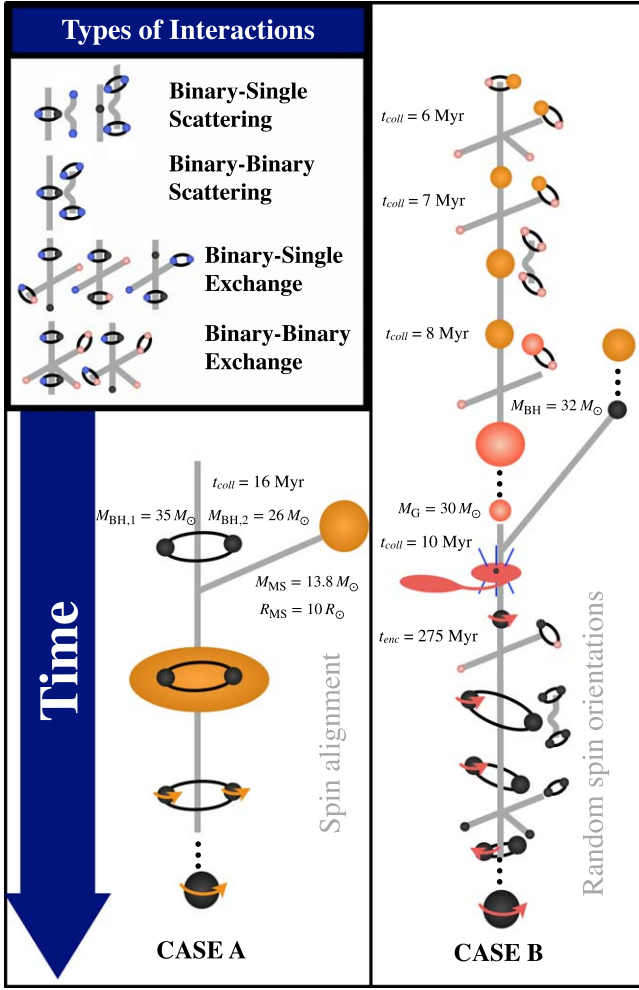 Types of Interactions
Binary-Single
Scattering
Binary-Binary
Scattering
Binary-Single
Exchange
Binary-Binary
Exchange
Time
t_coll = 16 Myr
M_BH,1 = 35 M_⊙
M_BH,2 = 26 M_⊙
M_MS = 13.8 M_⊙
R_MS = 10 R_⊙
Spin alignment
CASE A
t_coll = 6 Myr
t_coll = 7 Myr
t_coll = 8 Myr
M_BH = 32 M_⊙
M_G = 30 M_⊙
t_coll = 10 Myr
t_enc = 275 Myr
Random spin orientations
CASE B